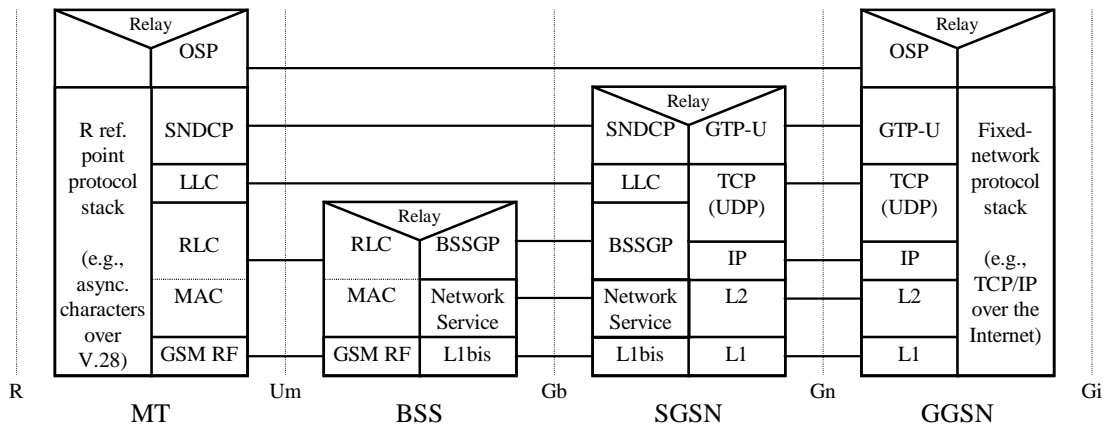 Relay
OSP
R ref.
point
protocol
stack
(e.g.,
async.
characters
over
V.28)
SNDCP
LLC
RLC
MAC
GSM RF
MT
Relay
RLC
MAC
GSM RF
BSSGP
Network
Service
L1bis
BSS
Relay
SNDCP
LLC
BSSGP
Network
Service
L1bis
GTP-U
TCP
(UDP)
IP
L2
L1
SGSN
Relay
OSP
GTP-U
TCP
(UDP)
IP
L2
L1
Fixed-
network
protocol
stack
(e.g.,
TCP/IP
over the
Internet)
GGSN
R
Um
Gb
Gn
Gi